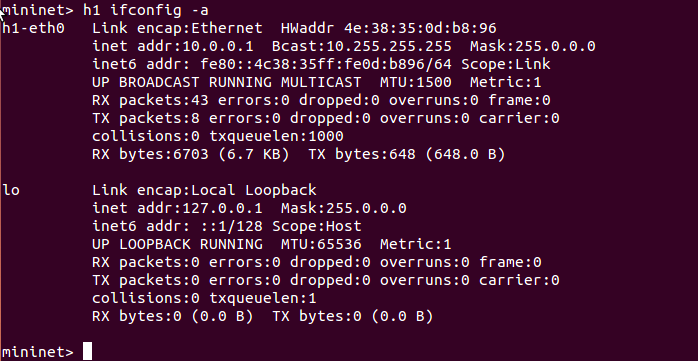 mininet> h1 ifconfig -a
h1-eth0   Link encap:Ethernet  HWaddr 4e:38:35:0d:b8:96
          inet addr:10.0.0.1  Bcast:10.255.255.255  Mask:255.0.0.0
          inet6 addr: fe80::4c38:35ff:fe0d:b896/64 Scope:Link
          UP BROADCAST RUNNING MULTICAST  MTU:1500  Metric:1
          RX packets:43 errors:0 dropped:0 overruns:0 frame:0
          TX packets:8 errors:0 dropped:0 overruns:0 carrier:0
          collisions:0 txqueuelen:1000
          RX bytes:6703 (6.7 KB)  TX bytes:648 (648.0 B)

lo        Link encap:Local Loopback
          inet addr:127.0.0.1  Mask:255.0.0.0
          inet6 addr: ::1/128 Scope:Host
          UP LOOPBACK RUNNING  MTU:65536  Metric:1
          RX packets:0 errors:0 dropped:0 overruns:0 frame:0
          TX packets:0 errors:0 dropped:0 overruns:0 carrier:0
          collisions:0 txqueuelen:1
          RX bytes:0 (0.0 B)  TX bytes:0 (0.0 B)

mininet>